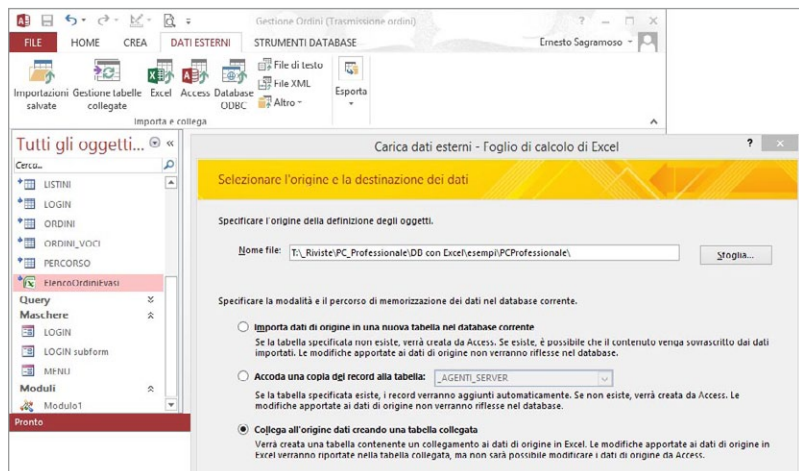 Gestione Ordini (Trasmissione ordini)
? – □ ×
FILE HOME CREA DATI ESTERNI STRUMENTI DATABASE Ernesto Sagramoso
Importazioni salvate
Gestione tabelle collegate
Excel
Access
Database ODBC
File di testo
File XML
Altro
Esporta
Importa e collega
Tutti gli oggetti...
Cerca...
LISTINI
LOGIN
ORDINI
ORDINI_VOCI
PERCORSO
ElencoOrdiniEvasi
Query
Maschere
LOGIN
LOGIN subform
MENU
Moduli
Modulo1
Pronto
Carica dati esterni - Foglio di calcolo di Excel
? ×
Selezionare l'origine e la destinazione dei dati
Specificare l'origine della definizione degli oggetti.
Nome file: T:\_Riviste\PC_Professionale\DB con Excel\esempi\PCProfessionale\ Sfoglia...
Specificare la modalità e il percorso di memorizzazione dei dati nel database corrente.
Importa dati di origine in una nuova tabella nel database corrente
Se la tabella specificata non esiste, verrà creata da Access. Se esiste, è possibile che il contenuto venga sovrascritto dai dati
importati. Le modifiche apportate ai dati di origine non verranno riflesse nel database.
Accoda una copia dei record alla tabella: _AGENTI_SERVER
Se la tabella specificata esiste, i record verranno aggiunti automaticamente. Se non esiste, verrà creata da Access. Le
modifiche apportate ai dati di origine non verranno riflesse nel database.
Collega all'origine dati creando una tabella collegata
Verrà creata una tabella contenente un collegamento ai dati di origine in Excel. Le modifiche apportate ai dati di origine in
Excel verranno riportate nella tabella collegata, ma non sarà possibile modificare i dati di origine da Access.